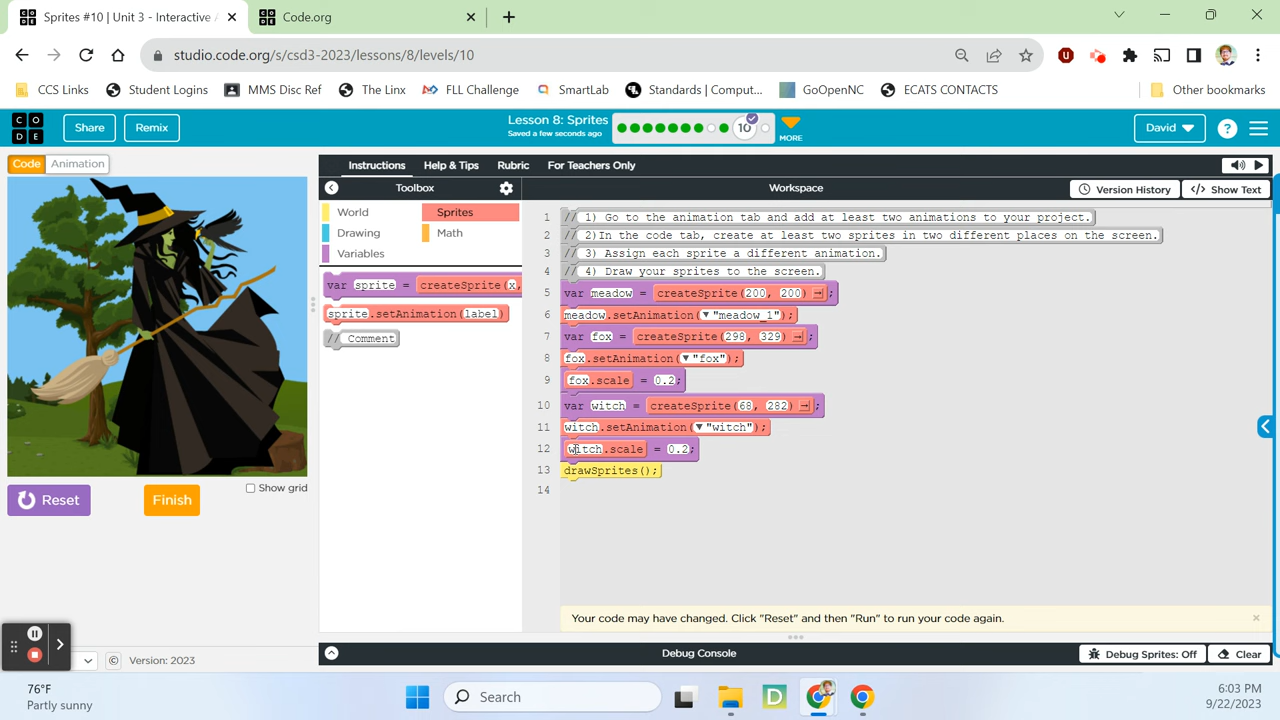 Sprites #10 | Unit 3 - Interactive A
Code.org
studio.code.org/s/csd3-2023/lessons/8/levels/10
CCS Links
Student Logins
MMS Disc Ref
The Linx
FLL Challenge
SmartLab
Standards | Comput...
GoOpenNC
ECATS CONTACTS
Other bookmarks
C O D E
Share
Remix
Lesson 8: Sprites
Saved a few seconds ago
10
MORE
David
?
Code
Animation
Instructions
Help & Tips
Rubric
For Teachers Only
Toolbox
Workspace
Version History
</> Show Text
World
Sprites
Drawing
Math
Variables
var sprite = createSprite(x,
sprite.setAnimation(label)
// Comment
1 // 1) Go to the animation tab and add at least two animations to your project.
2 // 2)In the code tab, create at least two sprites in two different places on the screen.
3 // 3) Assign each sprite a different animation.
4 // 4) Draw your sprites to the screen.
5 var meadow = createSprite(200, 200);
6 meadow.setAnimation("meadow_1");
7 var fox = createSprite(298, 329);
8 fox.setAnimation("fox");
9 fox.scale = 0.2;
10 var witch = createSprite(68, 282);
11 witch.setAnimation("witch");
12 witch.scale = 0.2;
13 drawSprites();
14
Reset
Finish
Show grid
Your code may have changed. Click "Reset" and then "Run" to run your code again.
Debug Console
Debug Sprites: Off
Clear
© Version: 2023
76°F
Partly sunny
Search
D
6:03 PM
9/22/2023